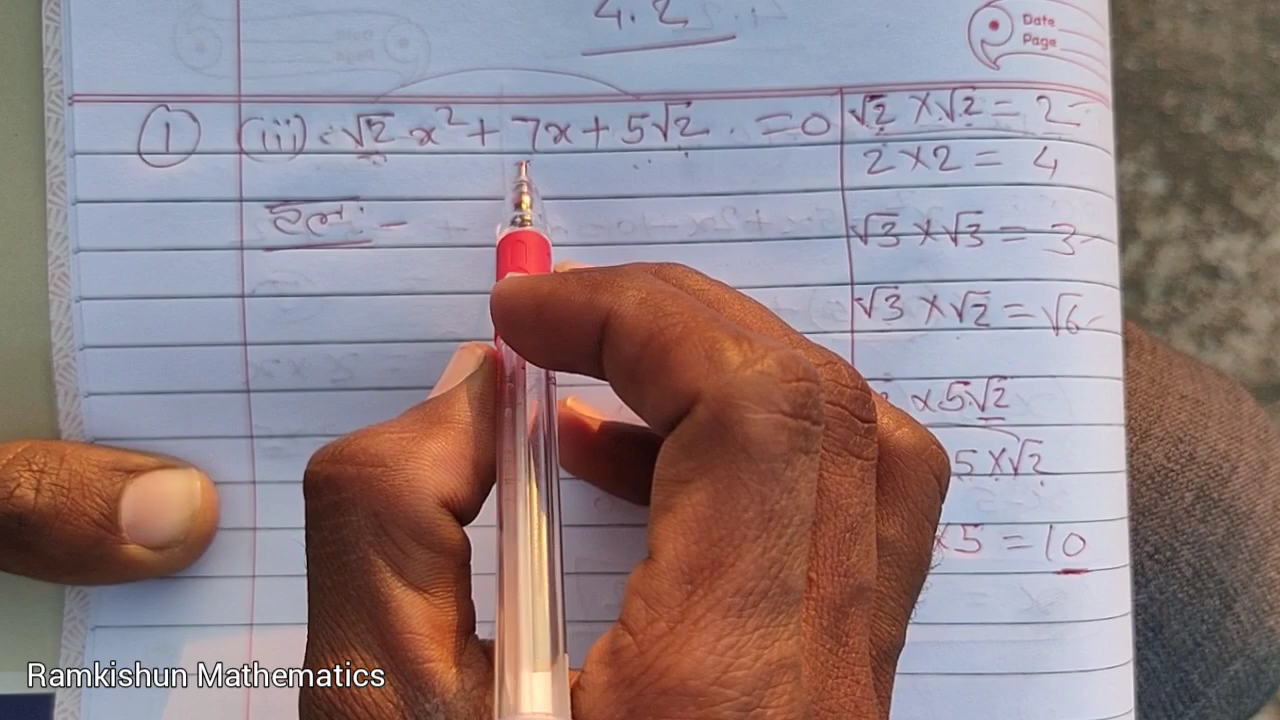 4.2
Date
Page
① (iii) √2 x² + 7x + 5√2 = 0
हल :-
√2 × √2 = 2
2 × 2 = 4
√3 × √3 = 3
√3 × √2 = √6
× 5√2
5 × √2
× 5 = 10
Ramkishun Mathematics